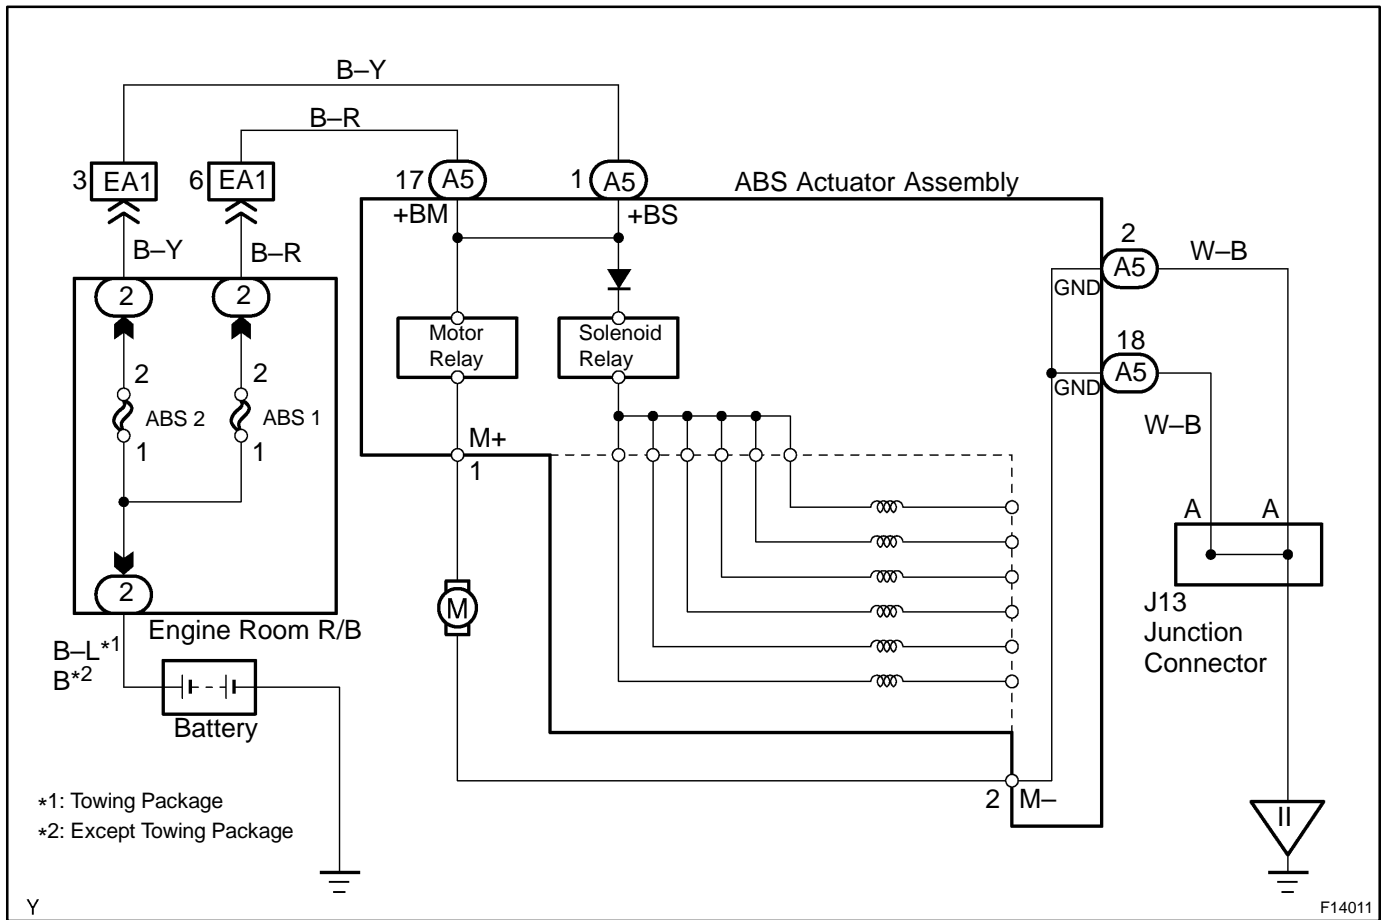 B–Y
B–R
3 EA1
6 EA1
17 A5
1 A5
ABS Actuator Assembly
+BM
+BS
B–Y
B–R
2
A5
W–B
GND
2
2
Motor
Relay
Solenoid
Relay
18
A5
GND
2
ABS 2
1
2
ABS 1
1
W–B
M+
1
A
A
2
M
J13
Junction
Connector
Engine Room R/B
B–L*1
B*2
Battery
2 M–
*1: Towing Package
*2: Except Towing Package
II
Y
F14011